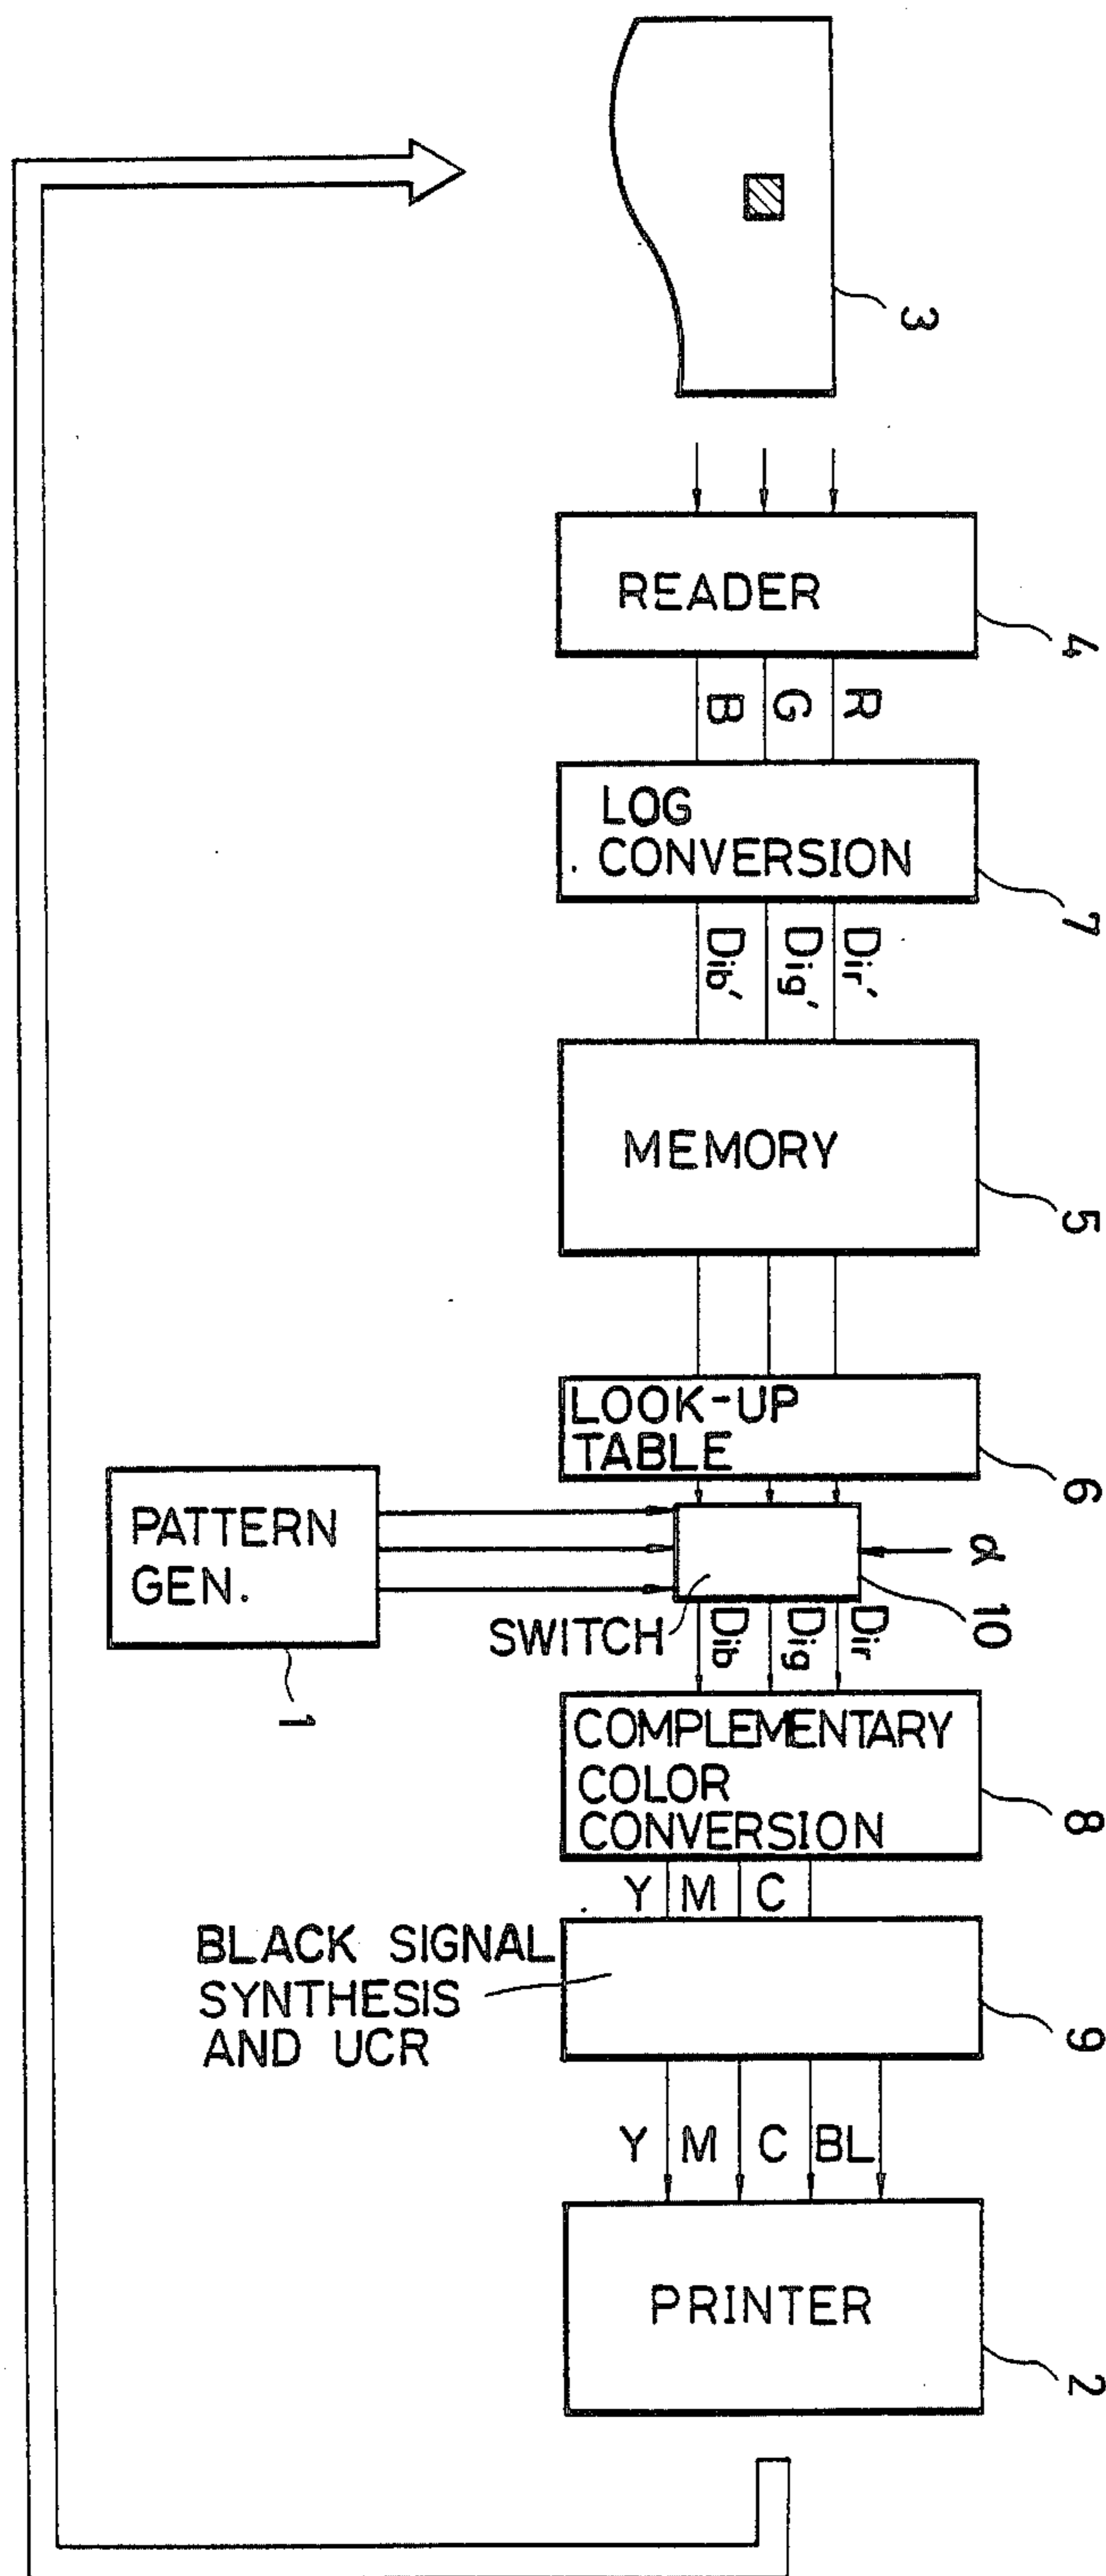 3
READER
4
B
G
R
LOG
CONVERSION
7
Dib'
Dig'
Dir'
MEMORY
5
LOOK-UP
TABLE
6
PATTERN
GEN.
1
SWITCH
α
10
Dib
Dig
Dir
COMPLEMENTARY
COLOR
CONVERSION
8
Y M C
BLACK SIGNAL
SYNTHESIS
AND UCR
9
Y M C BL
PRINTER
2